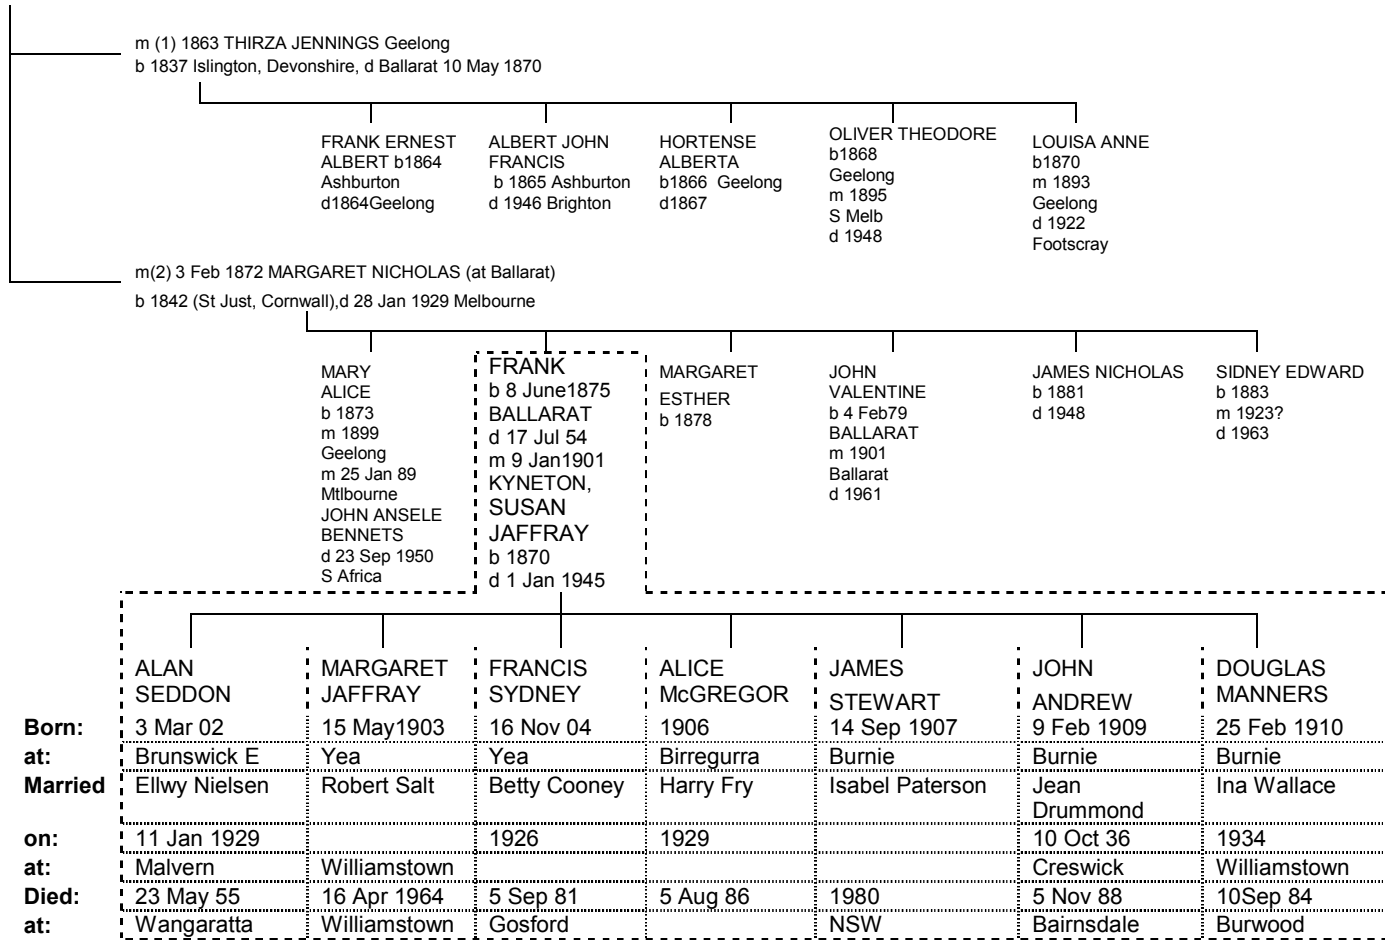 m (1) 1863 THIRZA JENNINGS Geelong
b 1837 Islington, Devonshire, d Ballarat 10 May 1870
FRANK ERNEST
ALBERT b1864
Ashburton
d1864Geelong
ALBERT JOHN
FRANCIS
b 1865 Ashburton
d 1946 Brighton
HORTENSE
ALBERTA
b1866 Geelong
d1867
OLIVER THEODORE
b1868
Geelong
m 1895
S Melb
d 1948
LOUISA ANNE
b1870
m 1893
Geelong
d 1922
Footscray
m(2) 3 Feb 1872 MARGARET NICHOLAS (at Ballarat)
b 1842 (St Just, Cornwall),d 28 Jan 1929 Melbourne
MARY
ALICE
b 1873
m 1899
Geelong
m 25 Jan 89
Mtlbourne
JOHN ANSELE
BENNETS
d 23 Sep 1950
S Africa
FRANK
b 8 June1875
BALLARAT
d 17 Jul 54
m 9 Jan1901
KYNETON,
SUSAN
JAFFRAY
b 1870
d 1 Jan 1945
MARGARET
ESTHER
b 1878
JOHN
VALENTINE
b 4 Feb79
BALLARAT
m 1901
Ballarat
d 1961
JAMES NICHOLAS
b 1881
d 1948
SIDNEY EDWARD
b 1883
m 1923?
d 1963
ALAN SEDDON MARGARET JAFFRAY FRANCIS SYDNEY ALICE McGREGOR JAMES STEWART JOHN ANDREW DOUGLAS MANNERS
Born: 3 Mar 02 15 May1903 16 Nov 04 1906 14 Sep 1907 9 Feb 1909 25 Feb 1910
at: Brunswick E Yea Yea Birregurra Burnie Burnie Burnie
Married Ellwy Nielsen Robert Salt Betty Cooney Harry Fry Isabel Paterson Jean Drummond Ina Wallace
on: 11 Jan 1929 1926 1929 10 Oct 36 1934
at: Malvern Williamstown Creswick Williamstown
Died: 23 May 55 16 Apr 1964 5 Sep 81 5 Aug 86 1980 5 Nov 88 10Sep 84
at: Wangaratta Williamstown Gosford NSW Bairnsdale Burwood